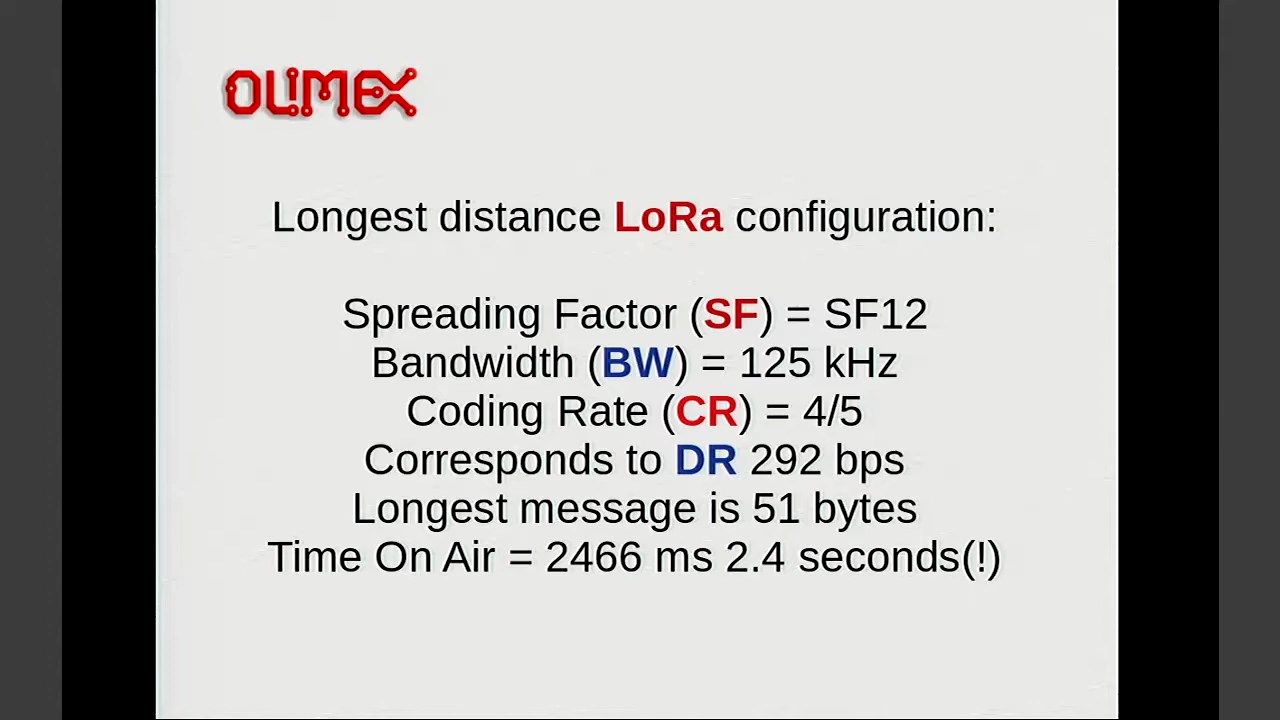 OLIMEX
Longest distance LoRa configuration:
Spreading Factor (SF) = SF12
Bandwidth (BW) = 125 kHz
Coding Rate (CR) = 4/5
Corresponds to DR 292 bps
Longest message is 51 bytes
Time On Air = 2466 ms 2.4 seconds(!)